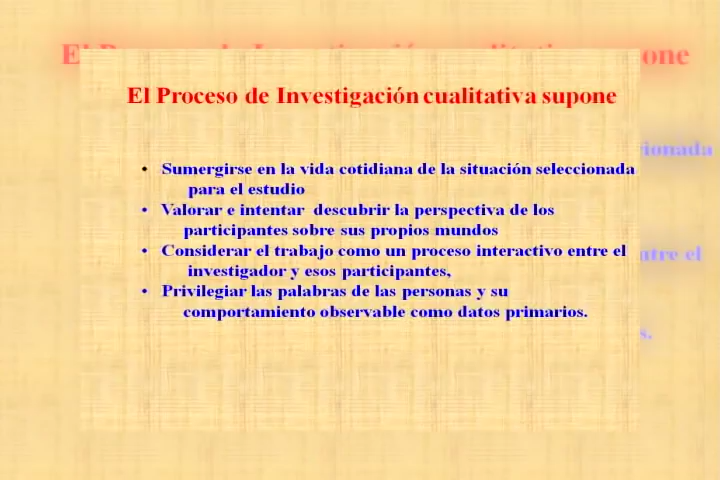 El Proceso de Investigación cualitativa supone
• Sumergirse en la vida cotidiana de la situación seleccionada
para el estudio
• Valorar e intentar descubrir la perspectiva de los
participantes sobre sus propios mundos
• Considerar el trabajo como un proceso interactivo entre el
investigador y esos participantes,
• Privilegiar las palabras de las personas y su
comportamiento observable como datos primarios.